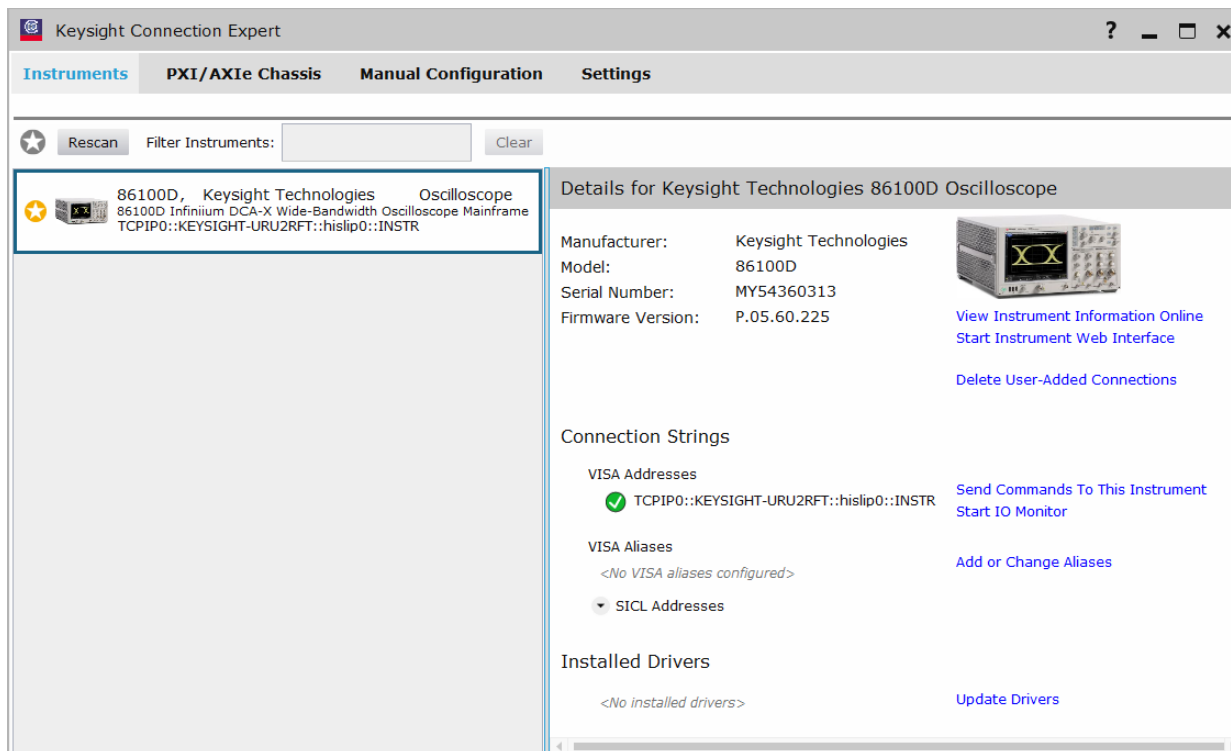 Keysight Connection Expert ?
Instruments PXI/AXIe Chassis Manual Configuration Settings
Rescan Filter Instruments: Clear
86100D, Keysight Technologies Oscilloscope
86100D Infiniium DCA-X Wide-Bandwidth Oscilloscope Mainframe
TCPIP0::KEYSIGHT-URU2RFT::hislip0::INSTR
Details for Keysight Technologies 86100D Oscilloscope
Manufacturer: Keysight Technologies
Model: 86100D
Serial Number: MY54360313
Firmware Version: P.05.60.225
View Instrument Information Online
Start Instrument Web Interface
Delete User-Added Connections
Connection Strings
VISA Addresses
TCPIP0::KEYSIGHT-URU2RFT::hislip0::INSTR
Send Commands To This Instrument
Start IO Monitor
VISA Aliases
<No VISA aliases configured>
Add or Change Aliases
SICL Addresses
Installed Drivers
<No installed drivers>
Update Drivers